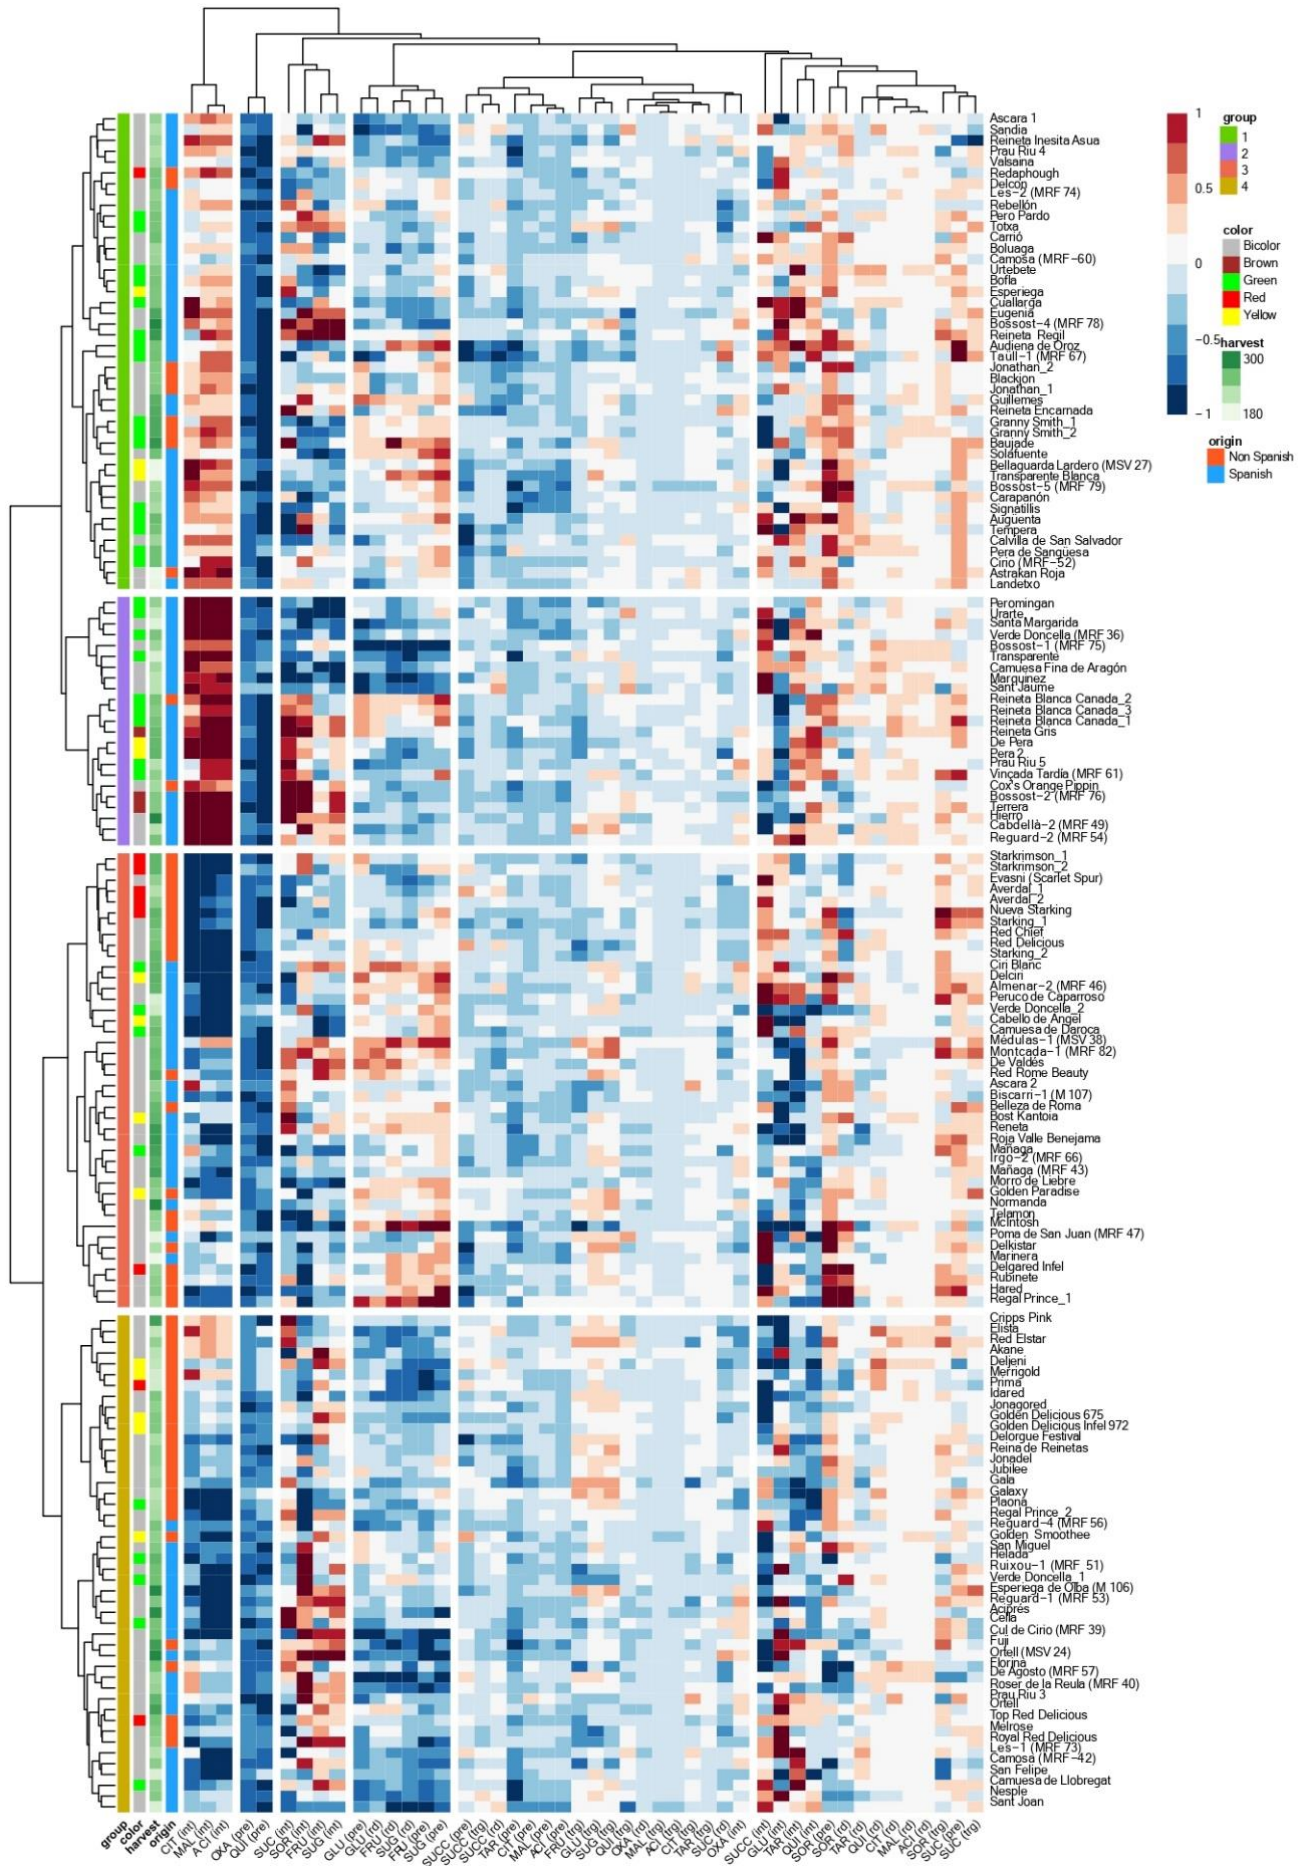 Ascara 1
Sandia
Reineta Inesita Asua
Prau Riu 4
Valsaina
Redaphough
Delcon
Les-2 (MRF 74)
Rebellón
Pero Pardo
Totxa
Carrió
Boluaga
Camosa (MRF-60)
Urtebete
Bofla
Esperiega
Cuallarga
Eugenia
Bossost-4 (MRF 78)
Reineta Regil
Audiena de Oroz
Taull-1 (MRF 67)
Jonathan_2
Blackjon
Jonathan_1
Guillemes
Reineta Encarnada
Granny Smith_1
Granny Smith_2
Baujade
Solafuente
Bellaguarda Lardero (MSV 27)
Transparente Blanca
Bossost-5 (MRF 79)
Carapanón
Signatillis
Augüenta
Tempera
Calvilla de San Salvador
Pera de Sangüesa
Cirio (MRF-52)
Astrakan Roja
Landetxo
Peromingan
Urarte
Santa Margarida
Verde Doncella (MRF 36)
Bossost-1 (MRF 75)
Transparente
Camuesa Fina de Aragón
Marquinez
Sant Jaume
Reineta Blanca Canada_2
Reineta Blanca Canada_3
Reineta Blanca Canada_1
Reineta Gris
De Pera
Pera 2
Prau Riu 5
Vinçada Tardía (MRF 61)
Cox's Orange Pippin
Bossost-2 (MRF 76)
Terrera
Hierro
Cabdellà-2 (MRF 49)
Reguard-2 (MRF 54)
Starkrimson_1
Starkrimson_2
Evasni (Scarlet Spur)
Averdal_1
Averdal_2
Nueva Starking
Starking_1
Red Chief
Red Delicious
Starking_2
Ciri Blanc
Delciri
Almenar-2 (MRF 46)
Peruco de Caparroso
Verde Doncella_2
Cabello de Angel
Camuesa de Daroca
Médulas-1 (MSV 38)
Montcada-1 (MRF 82)
De Valdés
Red Rome Beauty
Ascara 2
Biscarri-1 (M 107)
Belleza de Roma
Bost Kantoia
Reneta
Roja Valle Benejama
Mañaga
Irgo-2 (MRF 66)
Mañaga (MRF 43)
Morro de Liebre
Golden Paradise
Normanda
Telamon
McIntosh
Poma de San Juan (MRF 47)
Delkistar
Marinera
Delgared Infel
Rubinete
Hared
Regal Prince_1
Cripps Pink
Elista
Red Elstar
Akane
Deljeni
Merrigold
Prima
Idared
Jonagored
Golden Delicious 675
Golden Delicious Infel 972
Delorgue Festival
Reina de Reinetas
Jonadel
Jubilee
Gala
Galaxy
Plaona
Regal Prince_2
Reguard-4 (MRF 56)
Golden Smoothee
San Miguel
Helada
Ruixou-1 (MRF 51)
Verde Doncella_1
Esperiega de Olba (M 106)
Reguard-1 (MRF 53)
Aciprés
Cella
Cul de Cirio (MRF 39)
Fuji
Ortell (MSV 24)
Florina
De Agosto (MRF 57)
Roser de la Reula (MRF 40)
Prau Riu 3
Ortell
Top Red Delicious
Melrose
Royal Red Delicious
Les-1 (MRF 73)
Camosa (MRF-42)
San Felipe
Camuesa de Llobregat
Nesple
Sant Joan
1
0.5
0
-0.5
-1
group
1
2
3
4
color
Bicolor
Brown
Green
Red
Yellow
harvest
300
180
origin
Non Spanish
Spanish
group
color
harvest
origin
CIT (int)
MAL (int)
ACI (int)
OXA (pre)
QUI (pre)
SUC (int)
SOR (int)
FRU (int)
SUG (int)
GLU (pre)
GLU (rd)
FRU (rd)
SUG (rd)
FRU (pre)
SUG (pre)
SUCC (pre)
SUCC (trg)
SUCC (rd)
TAR (pre)
CIT (pre)
MAL (pre)
ACI (pre)
FRU (trg)
GLU (trg)
SUG (trg)
QUI (trg)
OXA (rd)
MAL (trg)
ACI (trg)
CIT (trg)
TAR (trg)
SUC (rd)
OXA (int)
SUCC (int)
GLU (int)
TAR (int)
QUI (int)
SOR (pre)
SOR (rd)
TAR (rd)
QUI (rd)
CIT (rd)
MAL (rd)
ACI (rd)
SOR (trg)
SUC (pre)
SUC (trg)